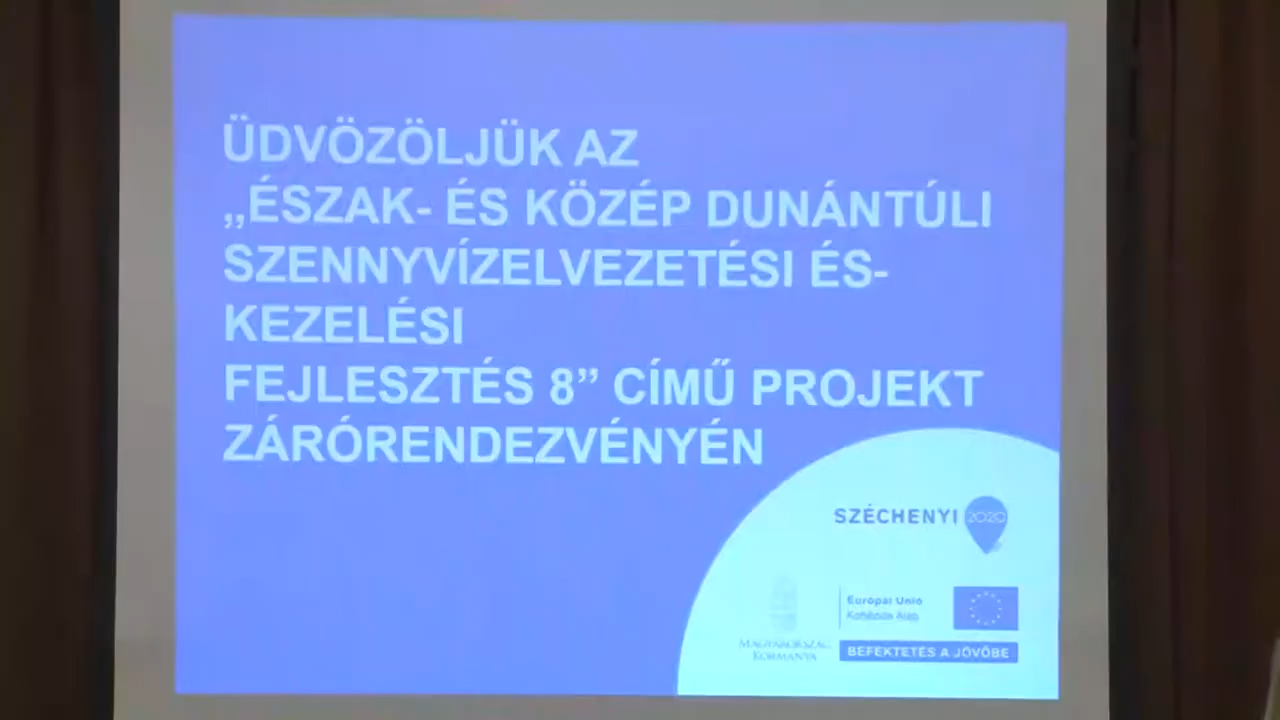 ÜDVÖZÖLJÜK AZ
„ÉSZAK- ÉS KÖZÉP DUNÁNTÚLI
SZENNYVÍZELVEZETÉSI ÉS-
KEZELÉSI
FEJLESZTÉS 8” CÍMŰ PROJEKT
ZÁRÓRENDEZVÉNYÉN
SZÉCHENYI 2020
Európai Unió
Kohéziós Alap
MAGYARORSZÁG
KORMÁNYA
BEFEKTETÉS A JÖVŐBE